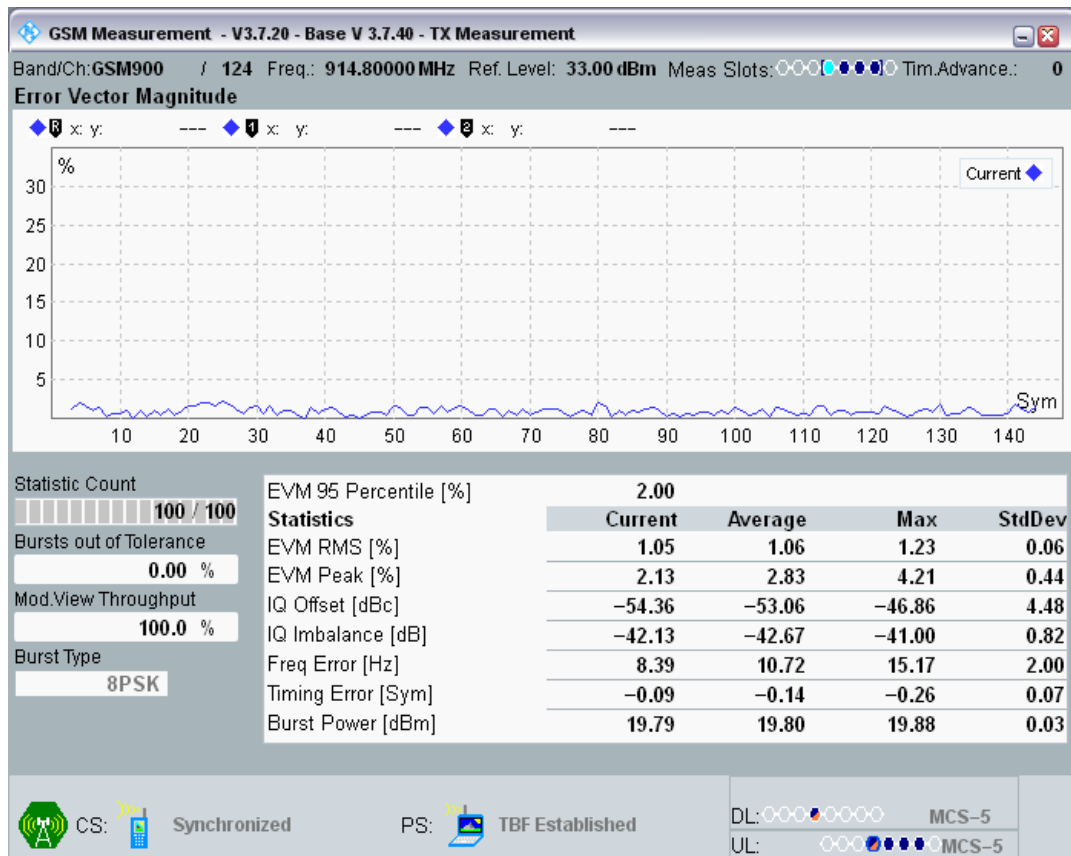 GSM Measurement - V3.7.20 - Base V 3.7.40 - TX Measurement
Band/Ch:GSM900 / 124 Freq.: 914.80000 MHz Ref. Level: 33.00 dBm Meas Slots: Tim.Advance.: 0
Error Vector Magnitude
R x: y: --- 1 x: y: --- 2 x: y: ---
%
Current
30
25
20
15
10
5
Sym
10 20 30 40 50 60 70 80 90 100 110 120 130 140
Statistic Count
100 / 100
Bursts out of Tolerance
0.00 %
Mod.View Throughput
100.0 %
Burst Type
8PSK
EVM 95 Percentile [%] 2.00
Statistics Current Average Max StdDev
EVM RMS [%] 1.05 1.06 1.23 0.06
EVM Peak [%] 2.13 2.83 4.21 0.44
IQ Offset [dBc] −54.36 −53.06 −46.86 4.48
IQ Imbalance [dB] −42.13 −42.67 −41.00 0.82
Freq Error [Hz] 8.39 10.72 15.17 2.00
Timing Error [Sym] −0.09 −0.14 −0.26 0.07
Burst Power [dBm] 19.79 19.80 19.88 0.03
CS: Synchronized PS: TBF Established
DL: MCS−5
UL: MCS−5